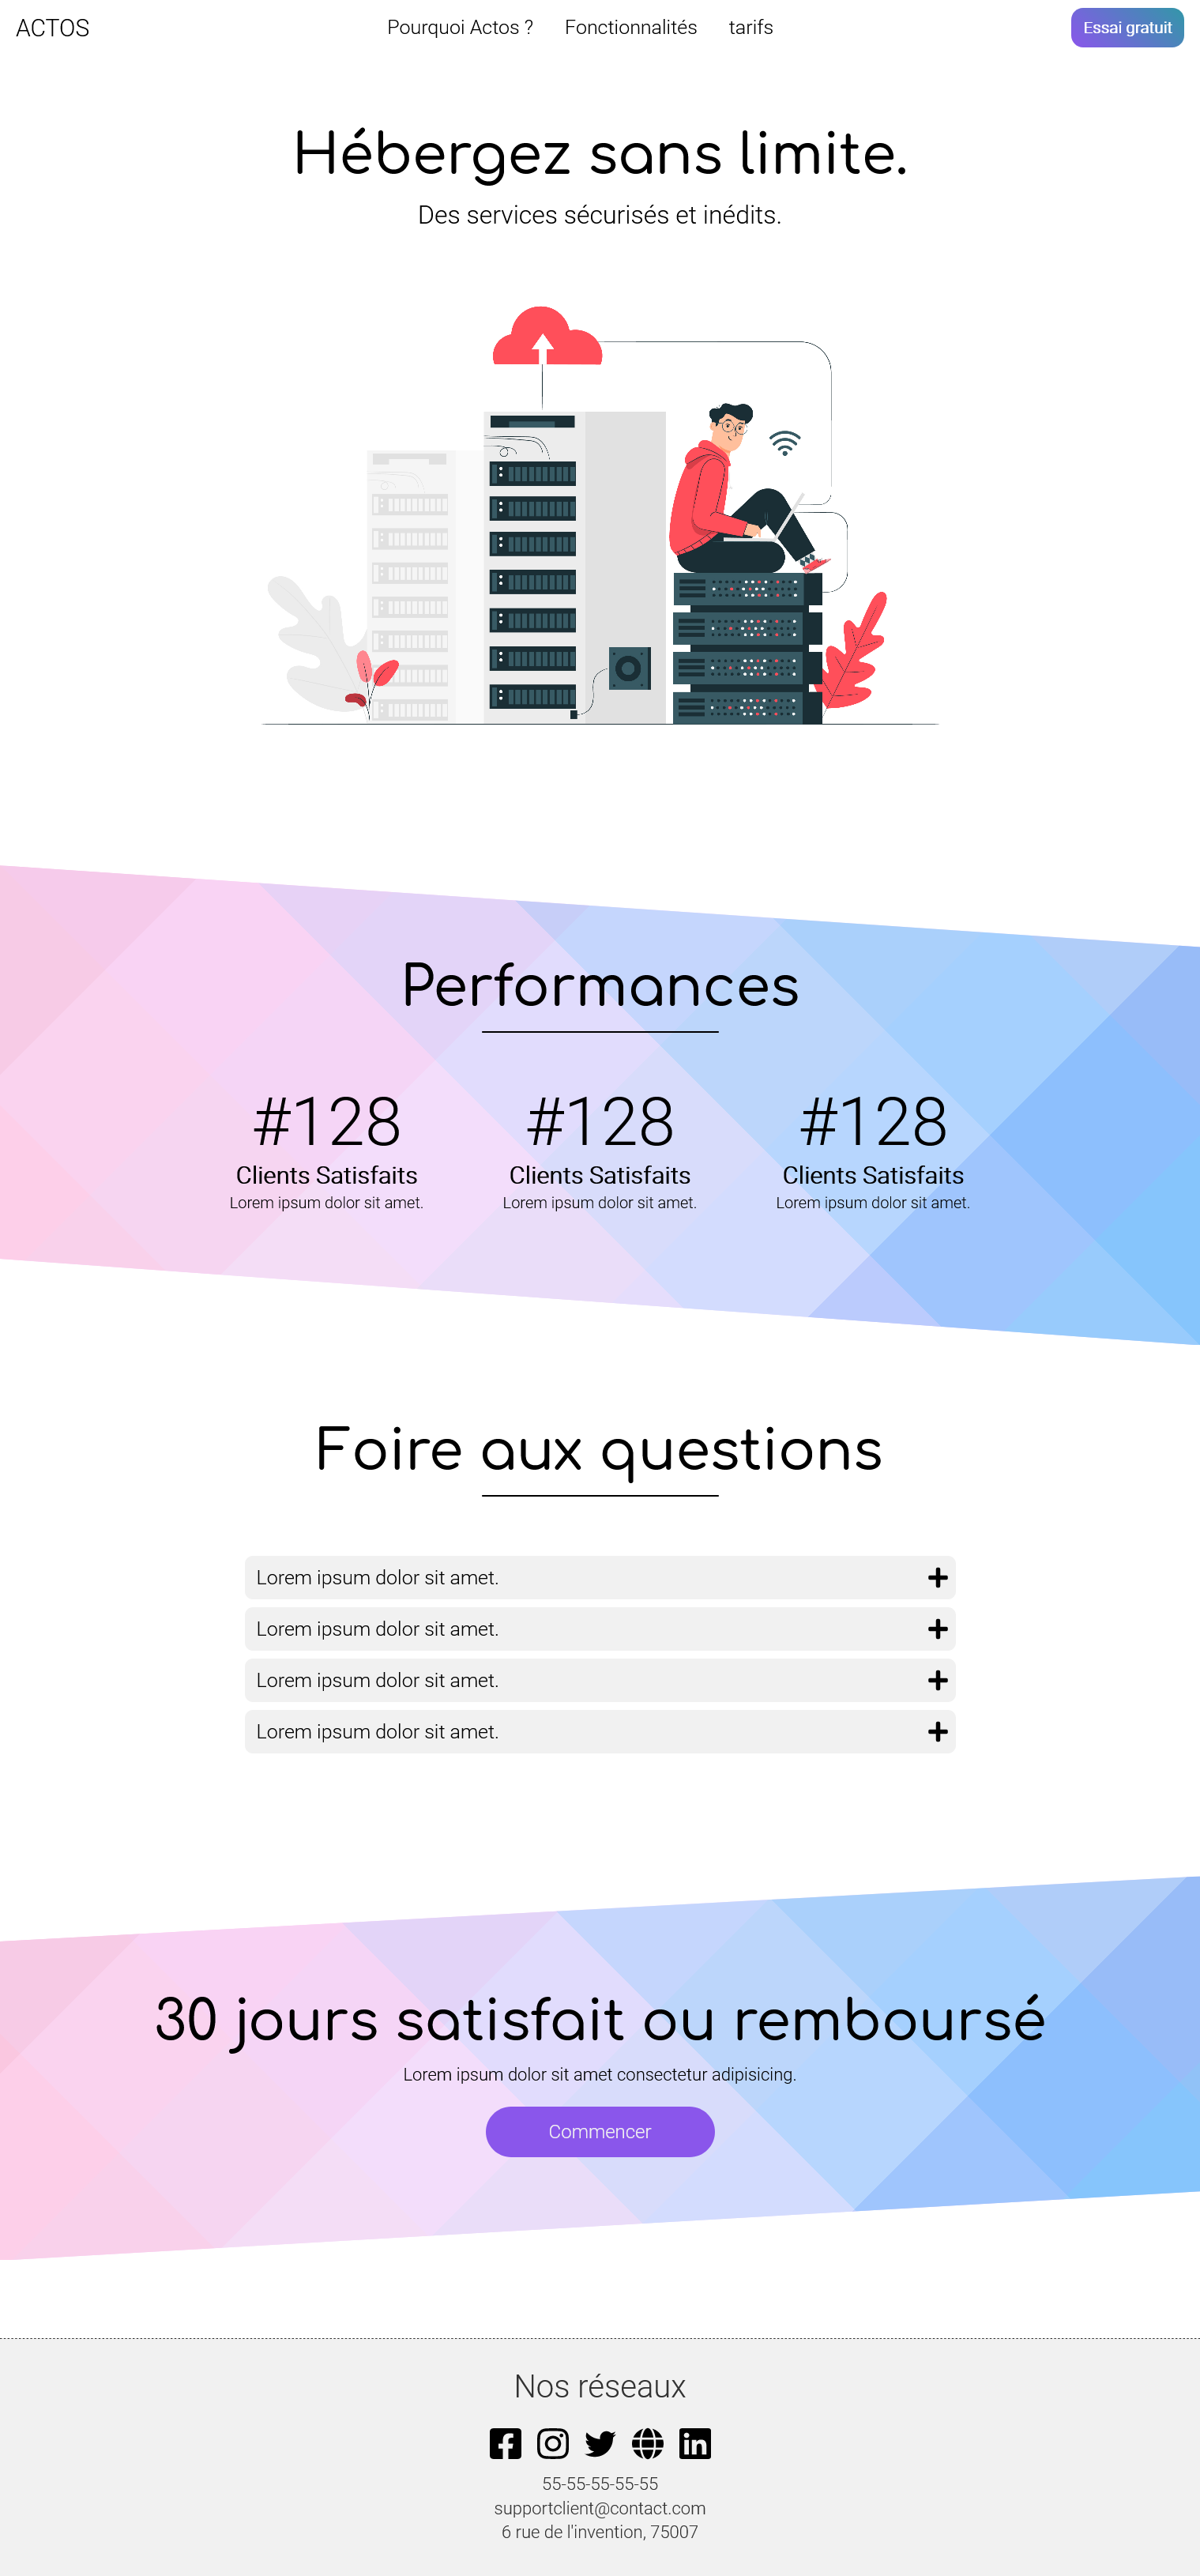 ACTOS
Pourquoi Actos ?
Fonctionnalités
tarifs
Essai gratuit
Hébergez sans limite.
Des services sécurisés et inédits.
Performances
#128
Clients Satisfaits
Lorem ipsum dolor sit amet.
#128
Clients Satisfaits
Lorem ipsum dolor sit amet.
#128
Clients Satisfaits
Lorem ipsum dolor sit amet.
Foire aux questions
Lorem ipsum dolor sit amet.
Lorem ipsum dolor sit amet.
Lorem ipsum dolor sit amet.
Lorem ipsum dolor sit amet.
30 jours satisfait ou remboursé
Lorem ipsum dolor sit amet consectetur adipisicing.
Commencer
Nos réseaux
55-55-55-55-55
supportclient@contact.com
6 rue de l'invention, 75007